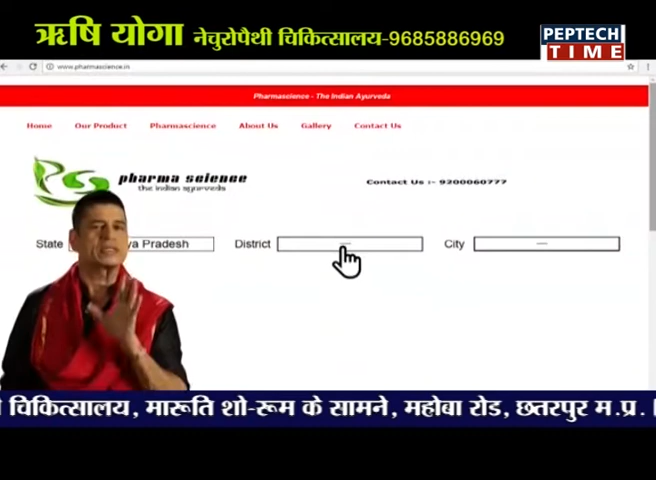 ऋषि योगा नेचुरोपैथी चिकित्सालय-9685886969
PEPTECH
TIME
www.pharmascience.in
Pharmascience - The Indian Ayurveda
Home Our Product Pharmascience About Us Gallery Contact Us
pharma science
the indian ayurveda
Contact Us :- 9200060777
State ya Pradesh District --- City ---
चिकित्सालय, मारूति शो-रूम के सामने, महोबा रोड, छतरपुर म.प्र.